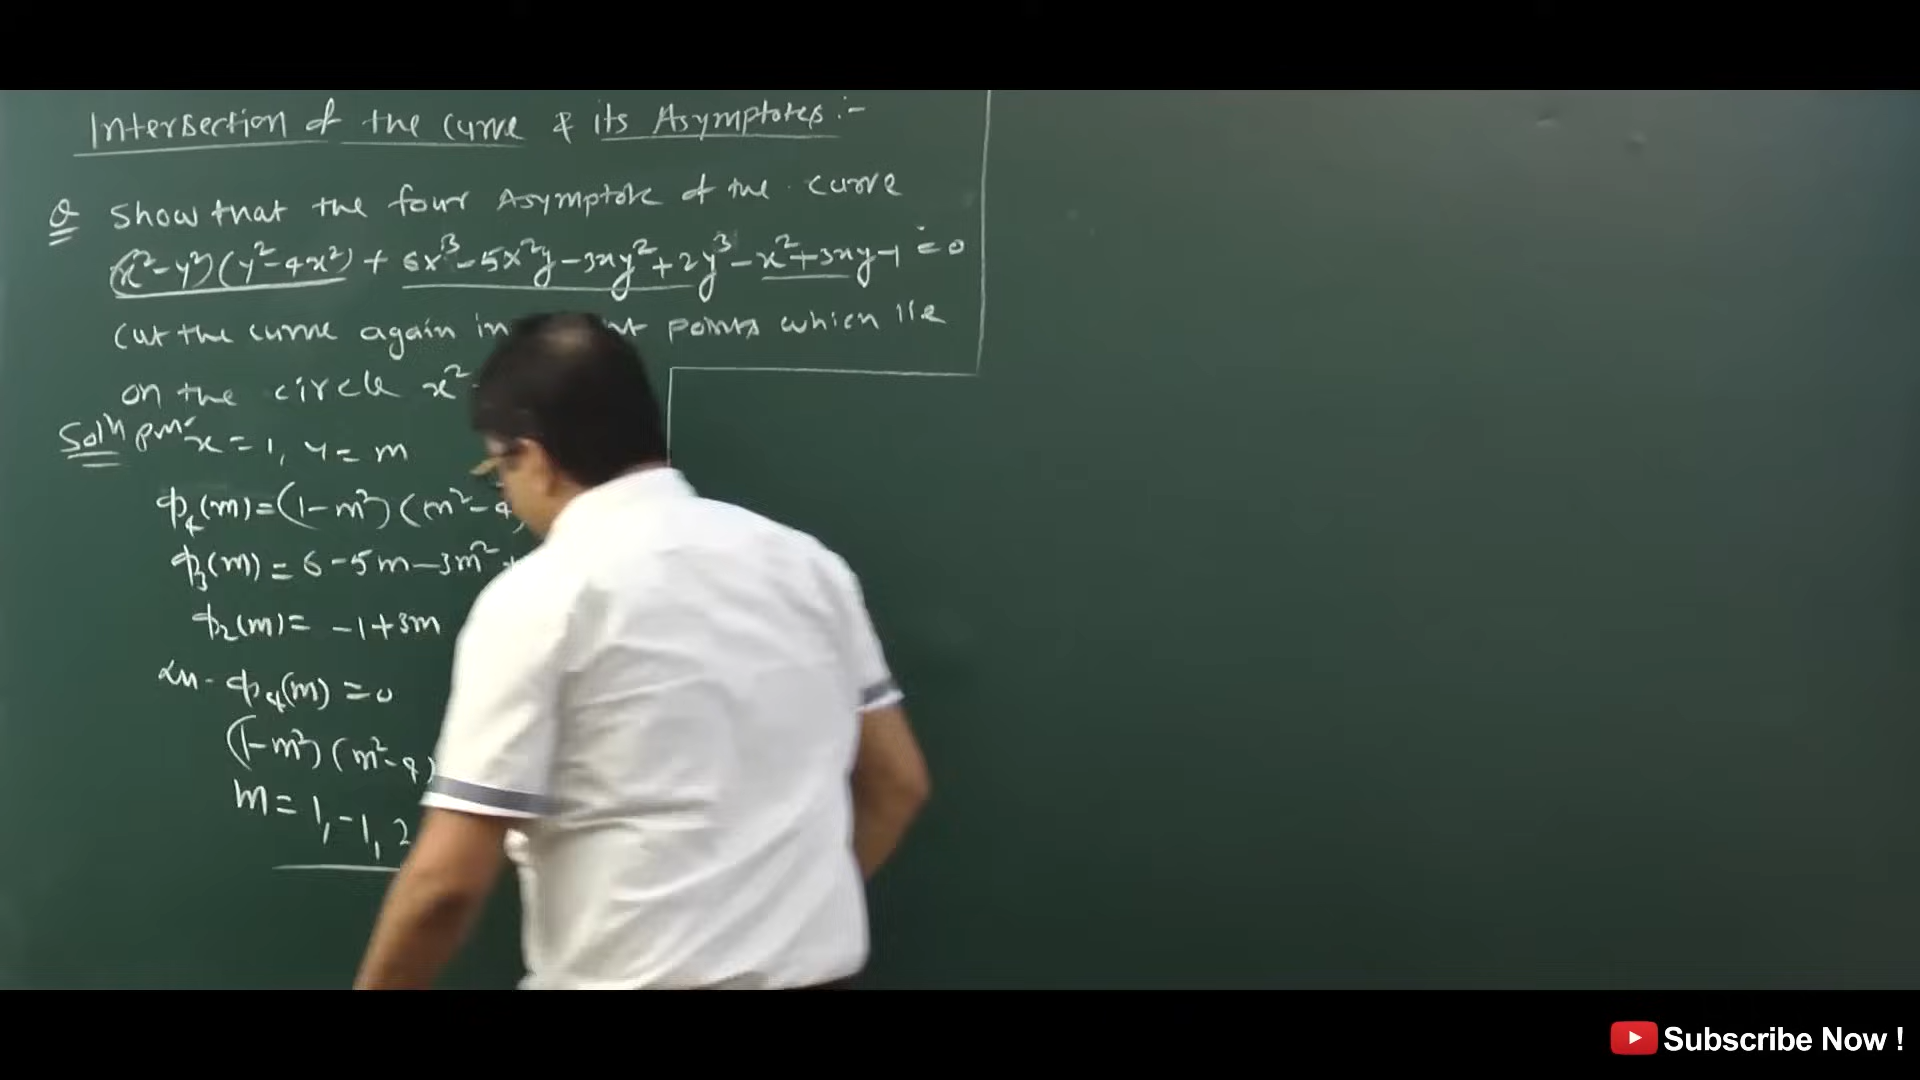 Intersection of the curve & its Asymptotes :-
Q Show that the four Asymptote of the curve
(x²-y²)(y²-4x²) + 6x³-5x²y-3xy²+2y³-x²+3xy-1=0
cut the curve again in points which lie
on the circle x²
Solⁿ put x=1, y=m
ϕ₄(m)=(1-m²)(m²-4)
ϕ₃(m)=6-5m-3m²
ϕ₂(m)= -1+3m
ϕ₄(m)=0
(1-m²)(m²-4)
m=1,-1,2
Subscribe Now !